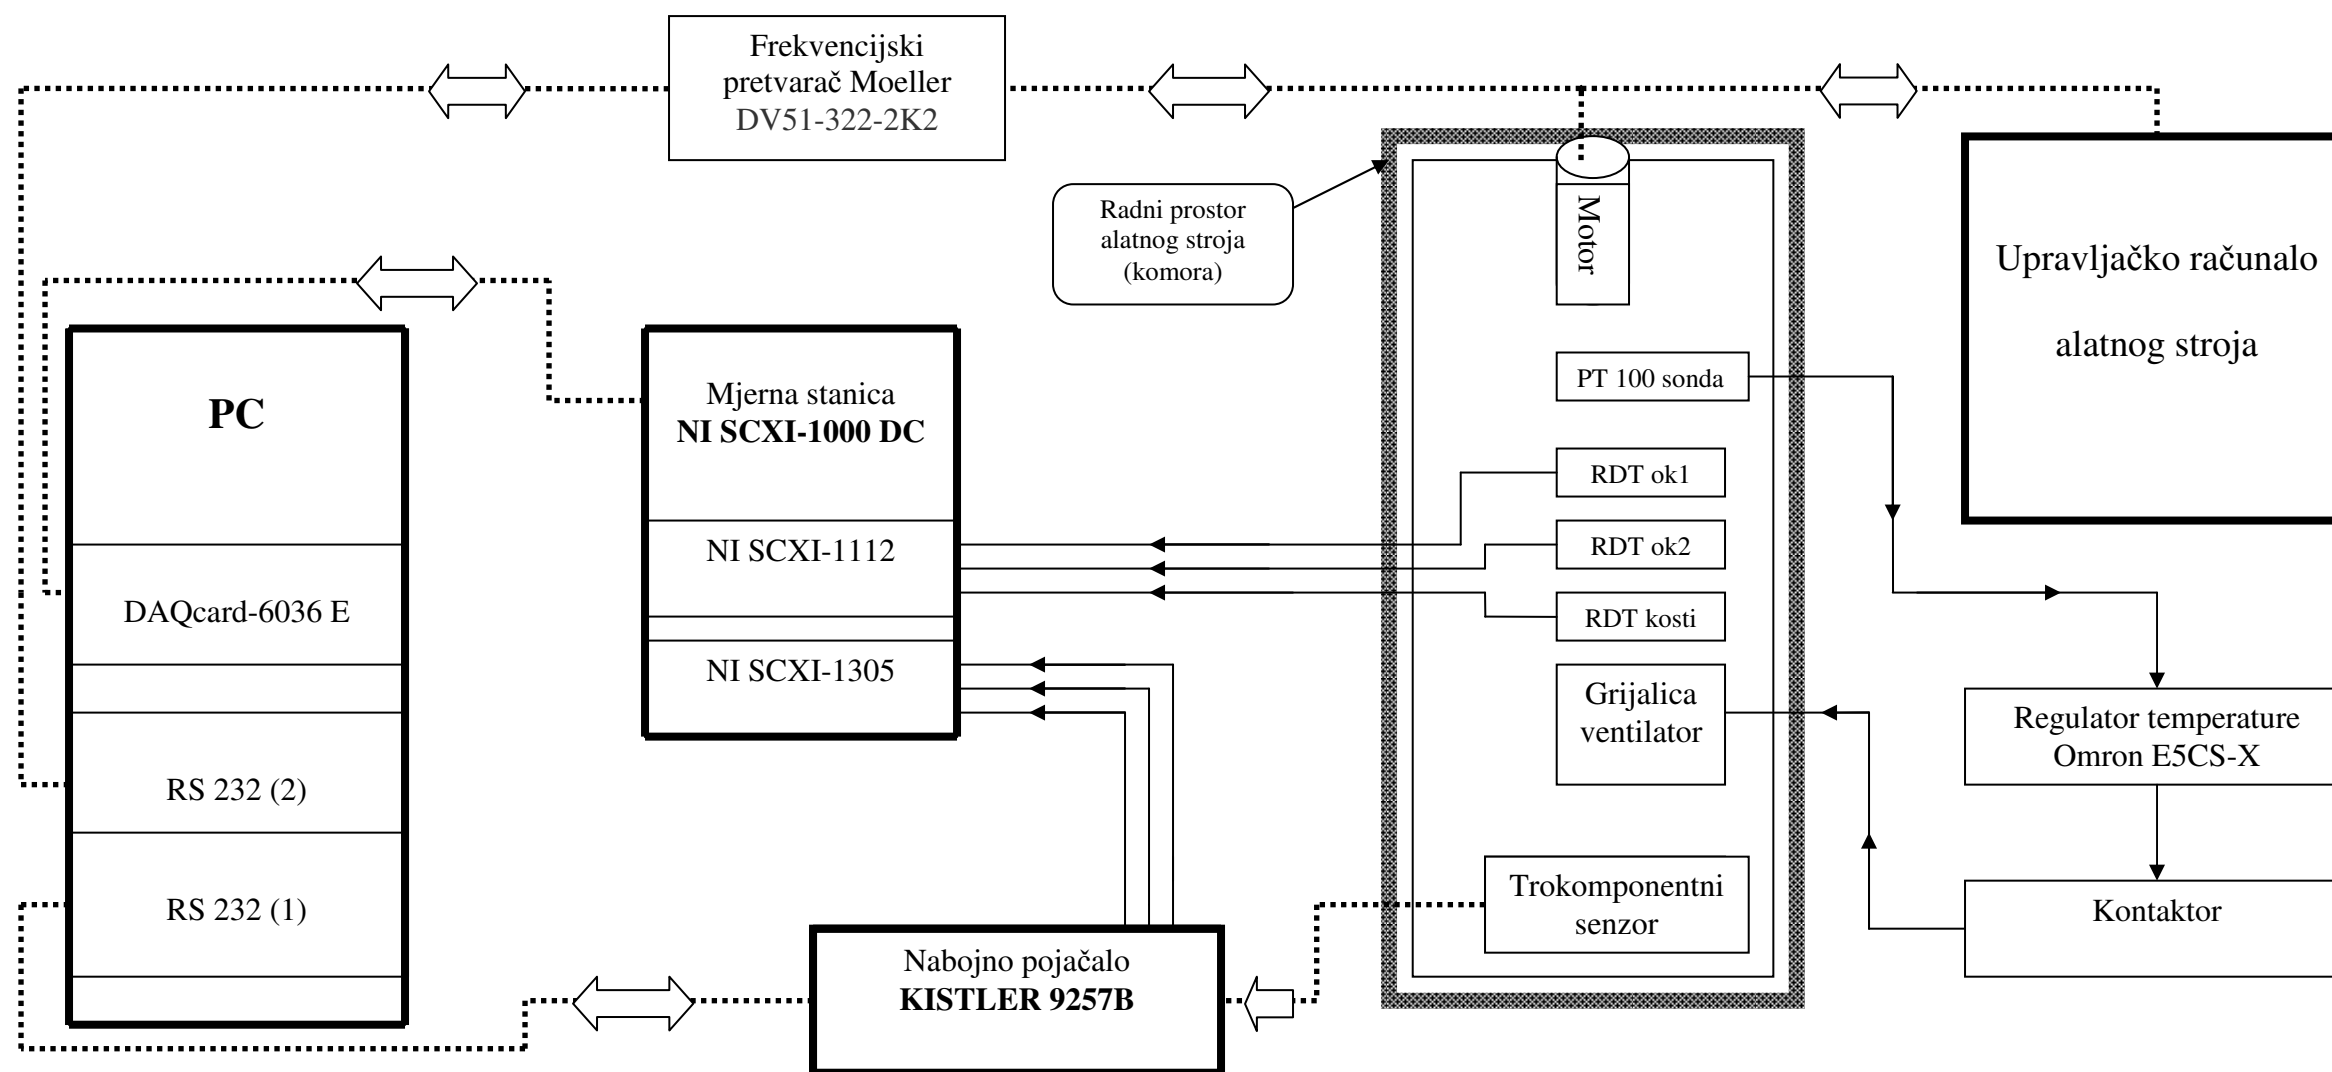 Frekvencijski
pretvarač Moeller
DV51-322-2K2
Radni prostor
alatnog stroja
(komora)
Motor
Upravljačko računalo
alatnog stroja
PC
DAQcard-6036 E
RS 232 (2)
RS 232 (1)
Mjerna stanica
NI SCXI-1000 DC
NI SCXI-1112
NI SCXI-1305
PT 100 sonda
RDT ok1
RDT ok2
RDT kosti
Grijalica
ventilator
Trokomponentni
senzor
Regulator temperature
Omron E5CS-X
Kontaktor
Nabojno pojačalo
KISTLER 9257B